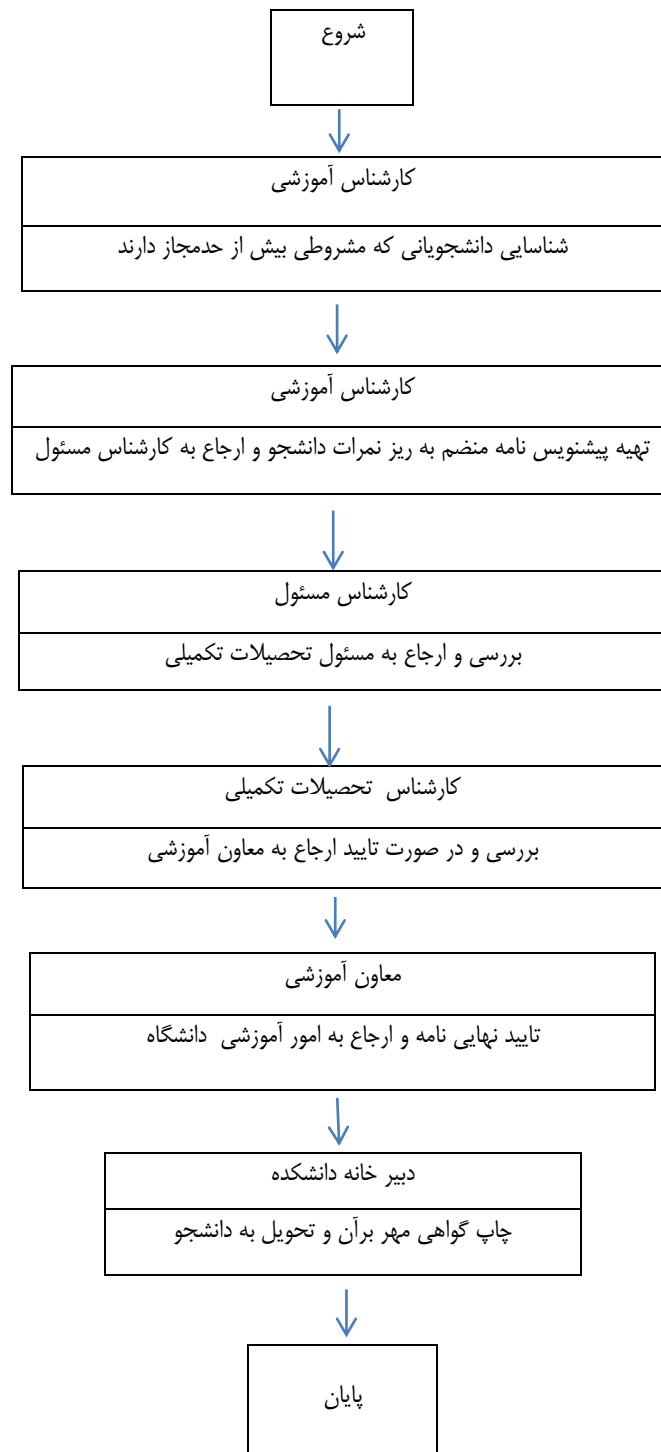 شروع
کارشناس آموزشی
شناسایی دانشجویانی که مشروطی بیش از حدمجاز دارند
کارشناس آموزشی
تهیه پیشنویس نامه منضم به ریز نمرات دانشجو و ارجاع به کارشناس مسئول
کارشناس مسئول
بررسی و ارجاع به مسئول تحصیلات تکمیلی
کارشناس تحصیلات تکمیلی
بررسی و در صورت تایید ارجاع به معاون آموزشی
معاون آموزشی
تایید نهایی نامه و ارجاع به امور آموزشی دانشگاه
دبیر خانه دانشکده
چاپ گواهی مهر برآن و تحویل به دانشجو
پایان